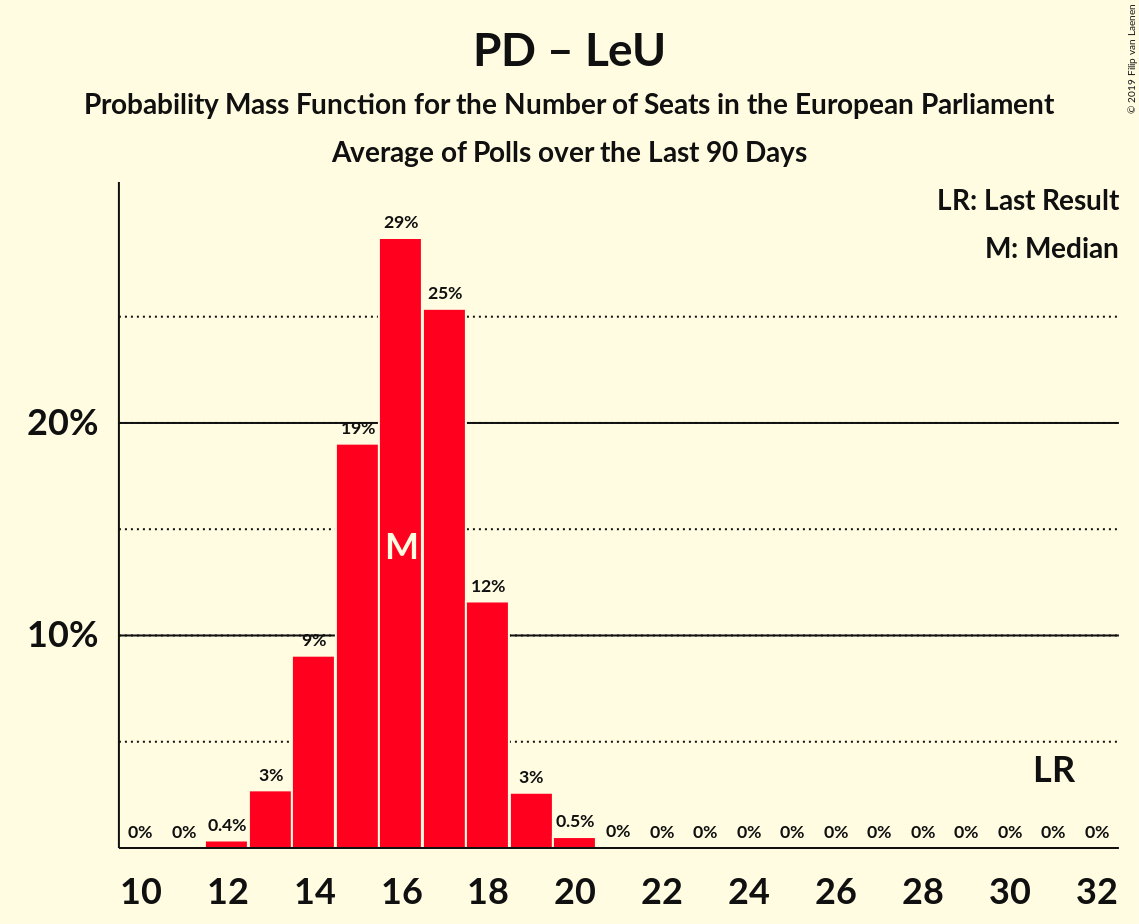 PD – LeU
Probability Mass Function for the Number of Seats in the European Parliament
Average of Polls over the Last 90 Days
© 2019 Filip van Laenen
LR: Last Result
M: Median
20%
10%
0%
0%
0.4%
3%
9%
19%
29%
25%
12%
3%
0.5%
0%
0%
0%
0%
0%
0%
0%
0%
0%
0%
0%
0%
M
LR
10 12 14 16 18 20 22 24 26 28 30 32